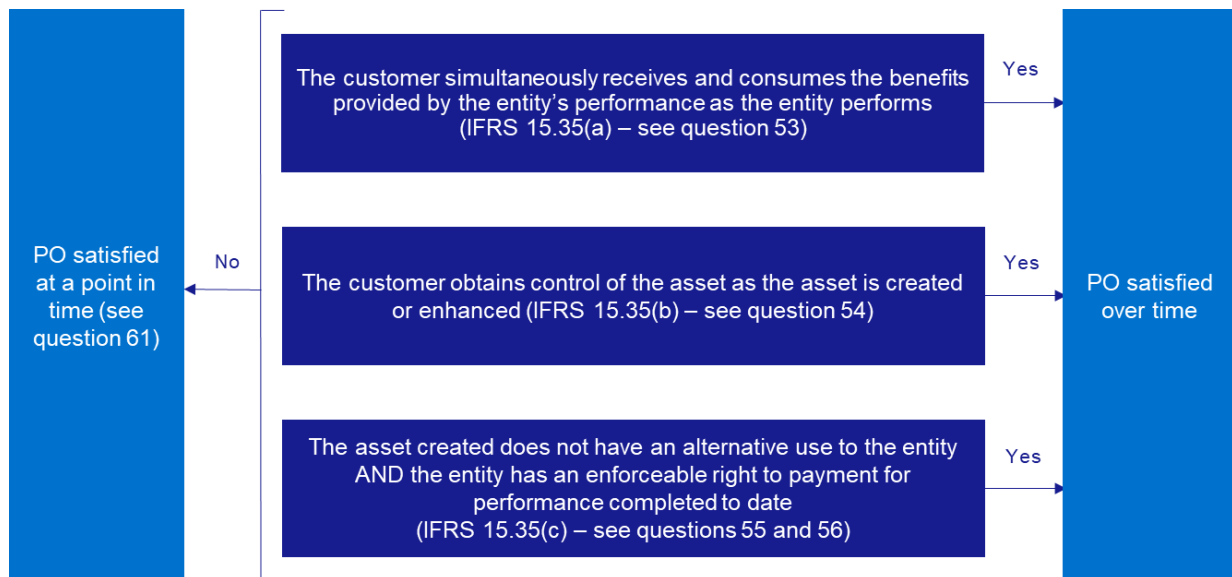 PO satisfied
at a point in
time (see
question 61)
No
The customer simultaneously receives and consumes the benefits
provided by the entity's performance as the entity performs
(IFRS 15.35(a) – see question 53)
Yes
The customer obtains control of the asset as the asset is created
or enhanced (IFRS 15.35(b) – see question 54)
Yes
The asset created does not have an alternative use to the entity
AND the entity has an enforceable right to payment for
performance completed to date
(IFRS 15.35(c) – see questions 55 and 56)
Yes
PO satisfied
over time